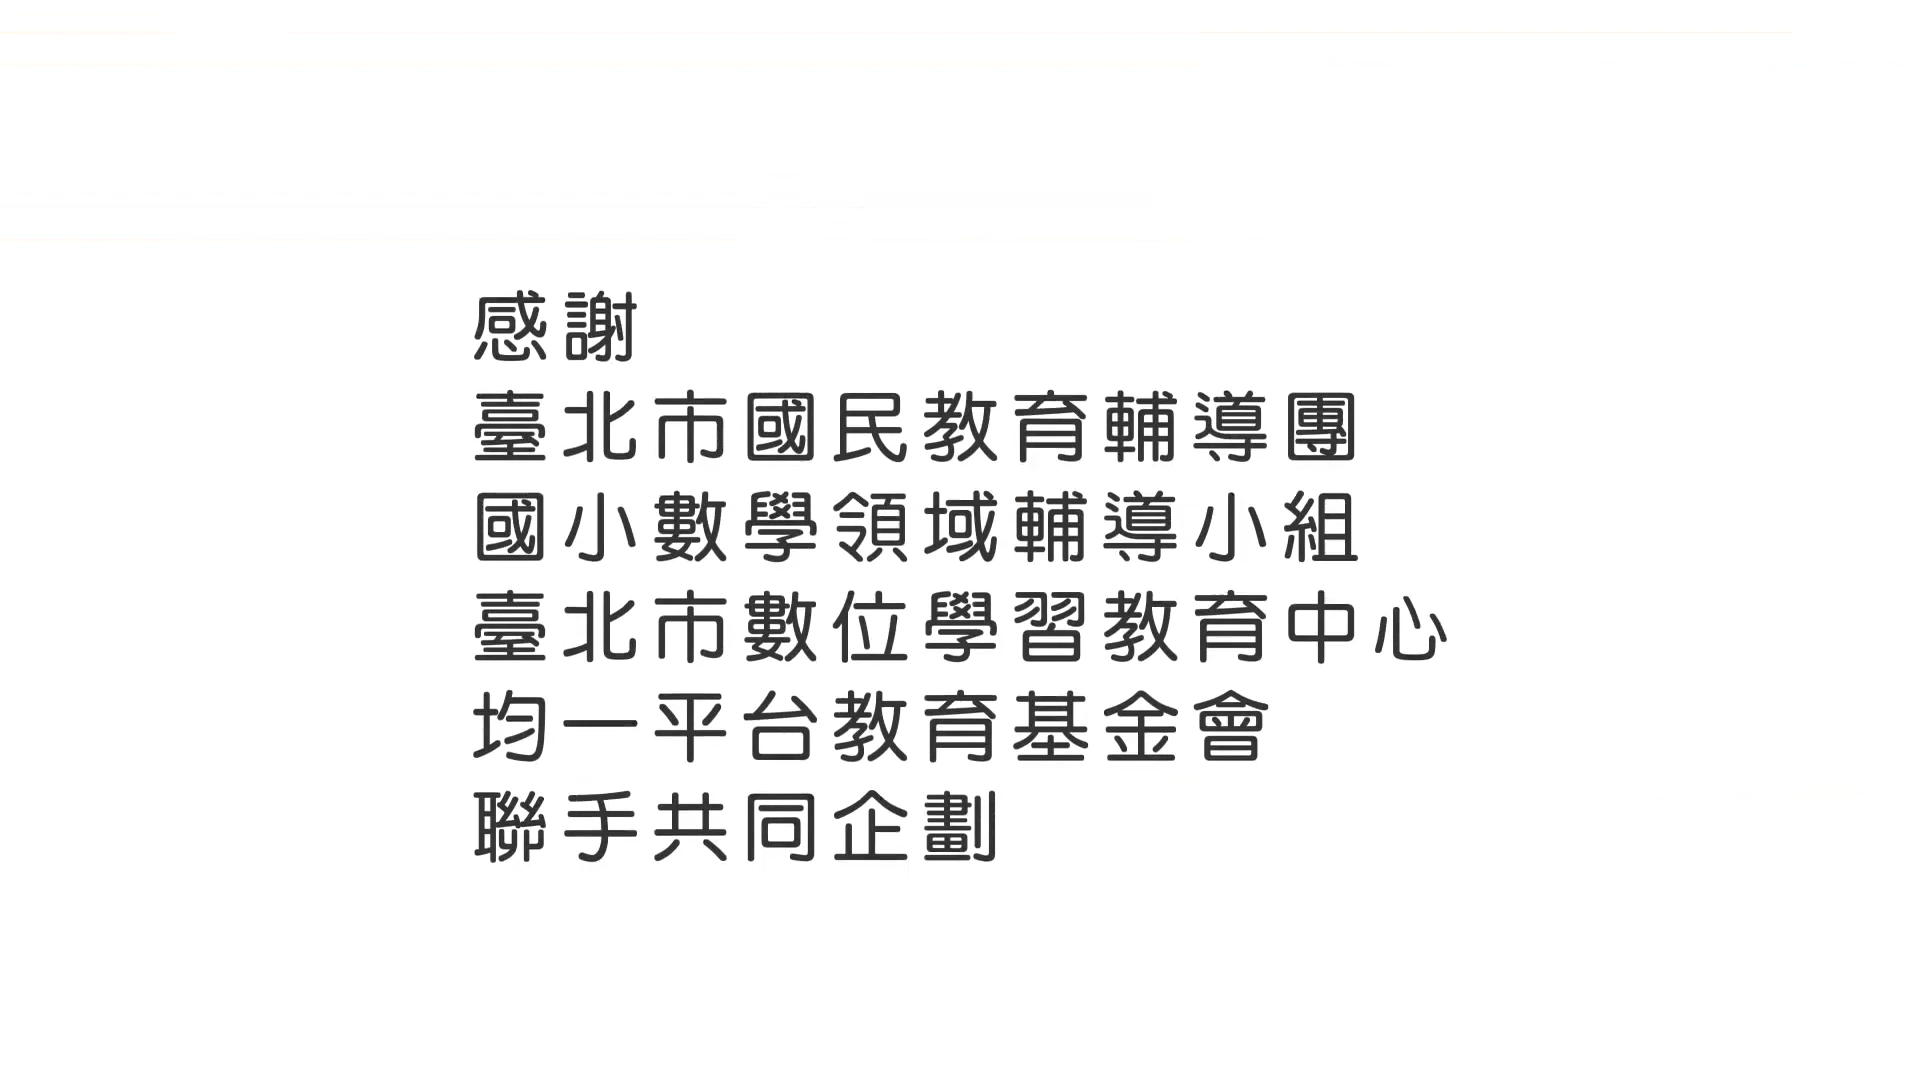 感謝
臺北市國民教育輔導團
國小數學領域輔導小組
臺北市數位學習教育中心
均一平台教育基金會
聯手共同企劃